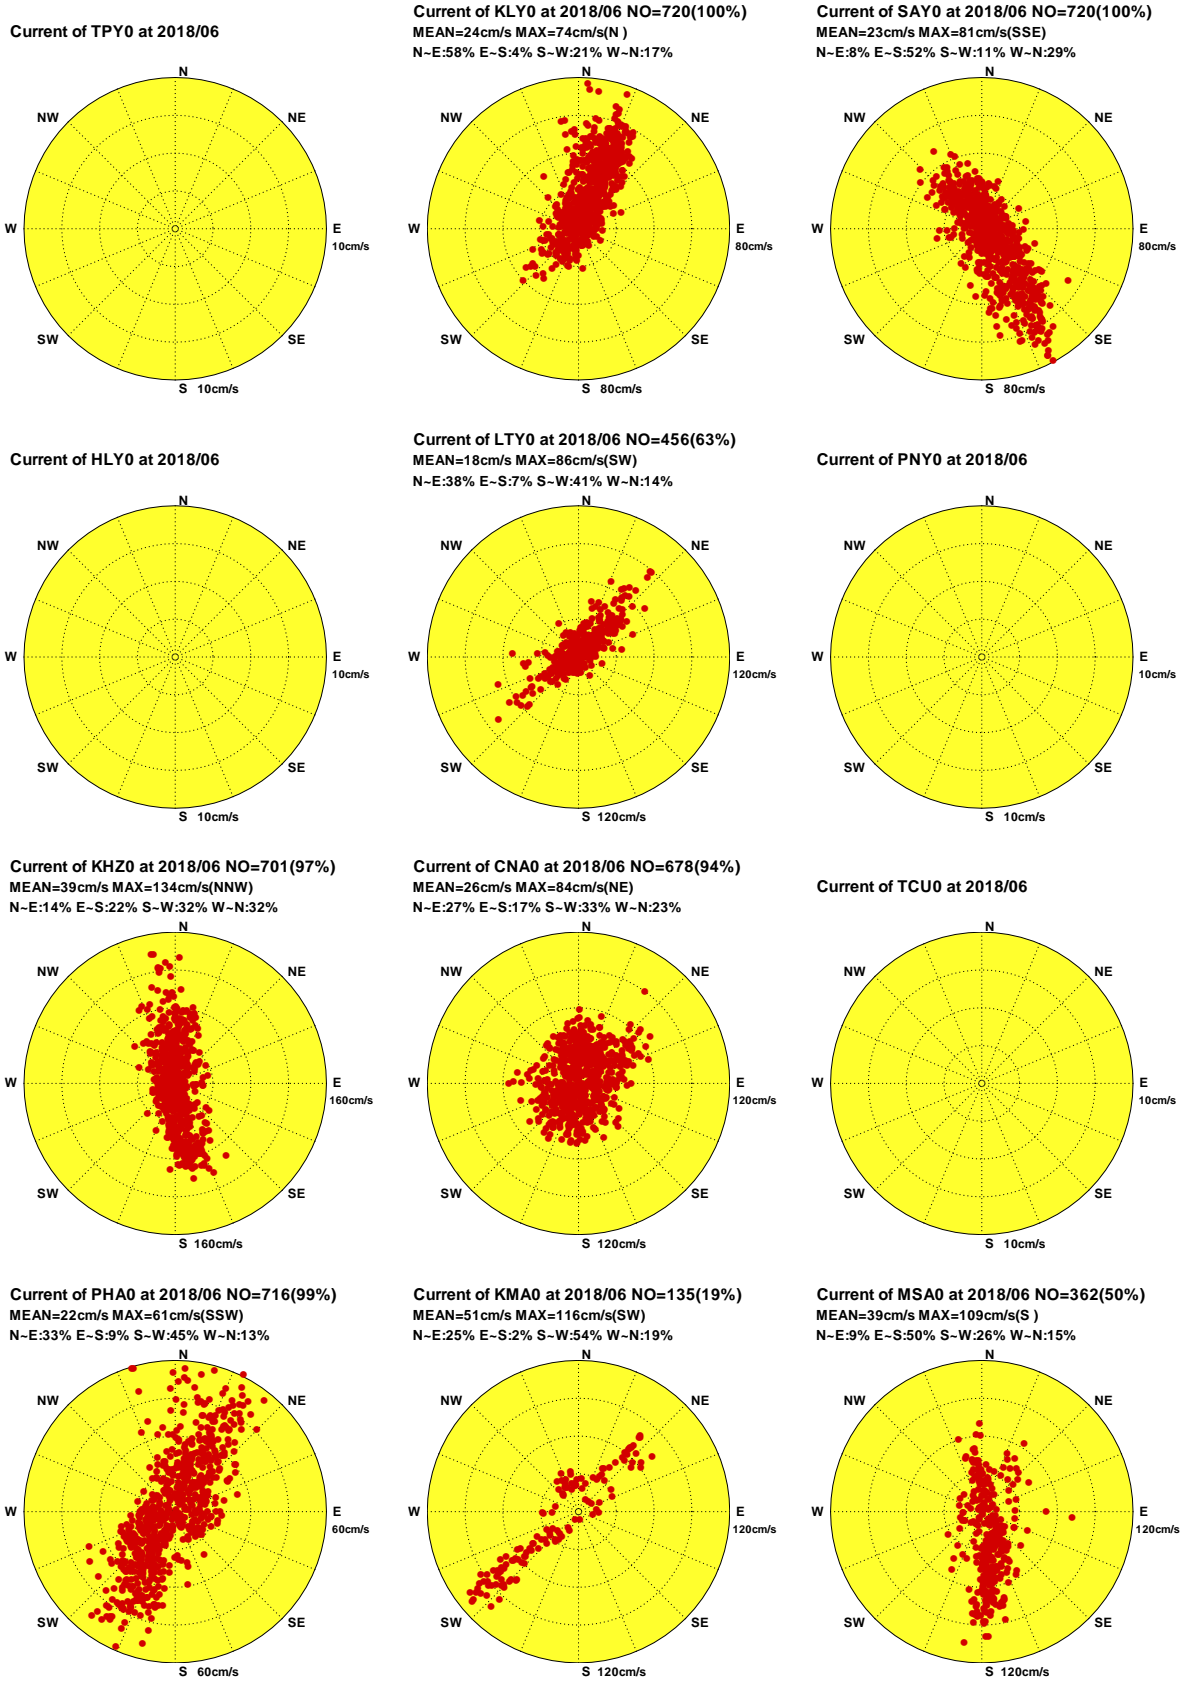 Current of TPY0 at 2018/06
N
NW
NE
W
E
10cm/s
SW
SE
S 10cm/s
Current of KLY0 at 2018/06 NO=720(100%)
MEAN=24cm/s MAX=74cm/s(N )
N~E:58% E~S:4% S~W:21% W~N:17%
N
NW
NE
W
E
80cm/s
SW
SE
S 80cm/s
Current of SAY0 at 2018/06 NO=720(100%)
MEAN=23cm/s MAX=81cm/s(SSE)
N~E:8% E~S:52% S~W:11% W~N:29%
N
NW
NE
W
E
80cm/s
SW
SE
S 80cm/s
Current of HLY0 at 2018/06
N
NW
NE
W
E
10cm/s
SW
SE
S 10cm/s
Current of LTY0 at 2018/06 NO=456(63%)
MEAN=18cm/s MAX=86cm/s(SW)
N~E:38% E~S:7% S~W:41% W~N:14%
N
NW
NE
W
E
120cm/s
SW
SE
S 120cm/s
Current of PNY0 at 2018/06
N
NW
NE
W
E
10cm/s
SW
SE
S 10cm/s
Current of KHZ0 at 2018/06 NO=701(97%)
MEAN=39cm/s MAX=134cm/s(NNW)
N~E:14% E~S:22% S~W:32% W~N:32%
N
NW
NE
W
E
160cm/s
SW
SE
S 160cm/s
Current of CNA0 at 2018/06 NO=678(94%)
MEAN=26cm/s MAX=84cm/s(NE)
N~E:27% E~S:17% S~W:33% W~N:23%
N
NW
NE
W
E
120cm/s
SW
SE
S 120cm/s
Current of TCU0 at 2018/06
N
NW
NE
W
E
10cm/s
SW
SE
S 10cm/s
Current of PHA0 at 2018/06 NO=716(99%)
MEAN=22cm/s MAX=61cm/s(SSW)
N~E:33% E~S:9% S~W:45% W~N:13%
N
NW
NE
W
E
60cm/s
SW
SE
S 60cm/s
Current of KMA0 at 2018/06 NO=135(19%)
MEAN=51cm/s MAX=116cm/s(SW)
N~E:25% E~S:2% S~W:54% W~N:19%
N
NW
NE
W
E
120cm/s
SW
SE
S 120cm/s
Current of MSA0 at 2018/06 NO=362(50%)
MEAN=39cm/s MAX=109cm/s(S )
N~E:9% E~S:50% S~W:26% W~N:15%
N
NW
NE
W
E
120cm/s
SW
SE
S 120cm/s